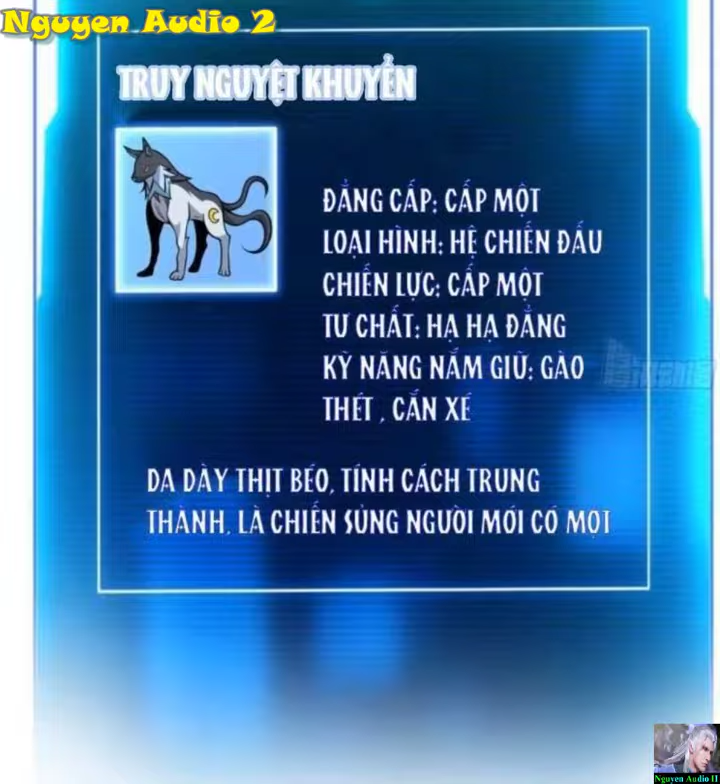 Nguyen Audio 2
TRUY NGUYỆT KHUYỂN
ĐẲNG CẤP: CẤP MỘT
LOẠI HÌNH: HỆ CHIẾN ĐẤU
CHIẾN LỰC: CẤP MỘT
TƯ CHẤT: HẠ HẠ ĐẲNG
KỲ NĂNG NẮM GIỮ: GÀO
THÉT , CẮN XÉ
DA DÀY THỊT BÉO, TÍNH CÁCH TRUNG
THÀNH, LÀ CHIẾN SỦNG NGƯỜI MỚI CÓ MỘT
Nguyen Audio II